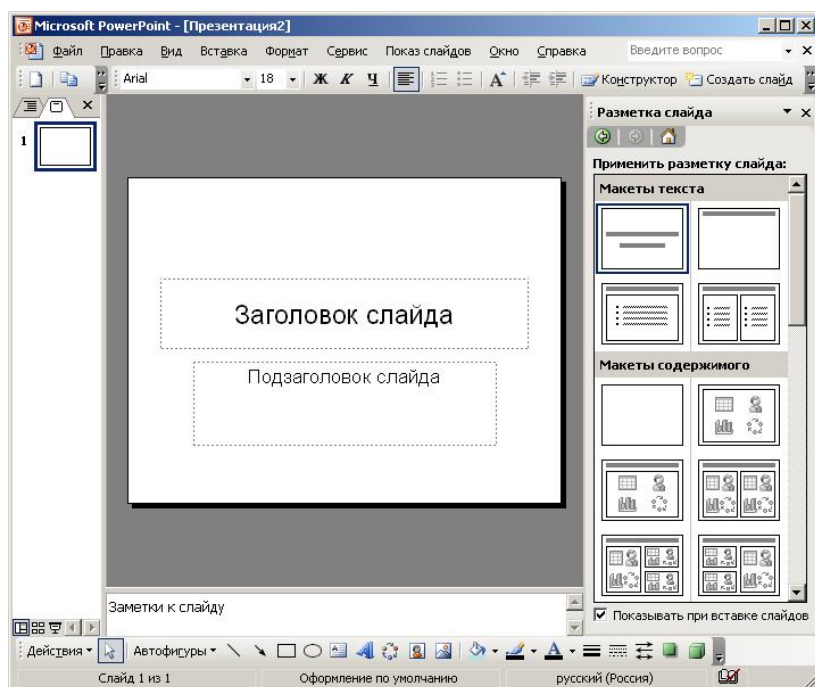 Microsoft PowerPoint - [Презентация2]
Файл Правка Вид Вставка Формат Сервис Показ слайдов Окно Справка Введите вопрос
Arial 18 Ж К Ч Конструктор Создать слайд
Разметка слайда
1
Применить разметку слайда:
Макеты текста
Заголовок слайда
Подзаголовок слайда
Макеты содержимого
Заметки к слайду
Показывать при вставке слайдов
Действия Автофигуры
Слайд 1 из 1 Оформление по умолчанию русский (Россия)